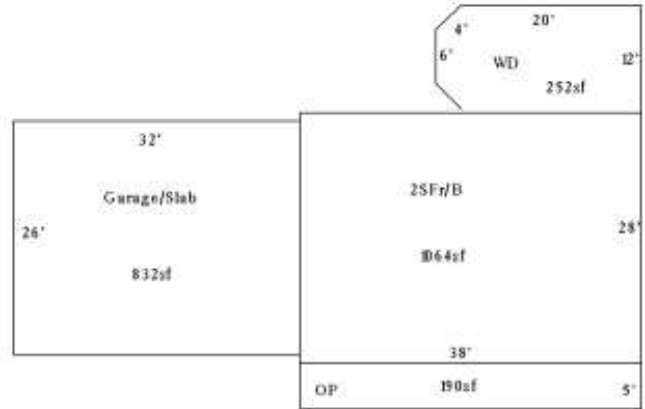 20'
4'
6'
WD
12'
252sf
32'
Garage/Slab
2SFr/B
26'
28'
1064sf
832sf
38'
OP
190sf
5'